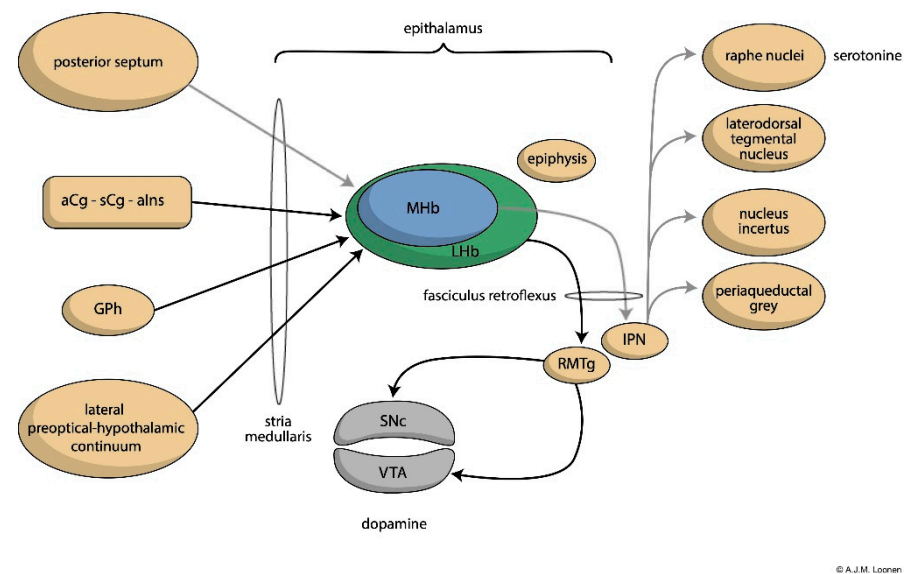 epithalamus
posterior septum
raphe nuclei
serotonine
laterodorsal
tegmental
nucleus
epiphysis
aCg - sCg - aIns
MHb
nucleus
incertus
LHb
fasciculus retroflexus
periaqueductal
grey
GPh
IPN
RMTg
lateral
preoptical-hypothalamic
continuum
stria
medullaris
SNc
VTA
dopamine
© A.J.M. Loonen